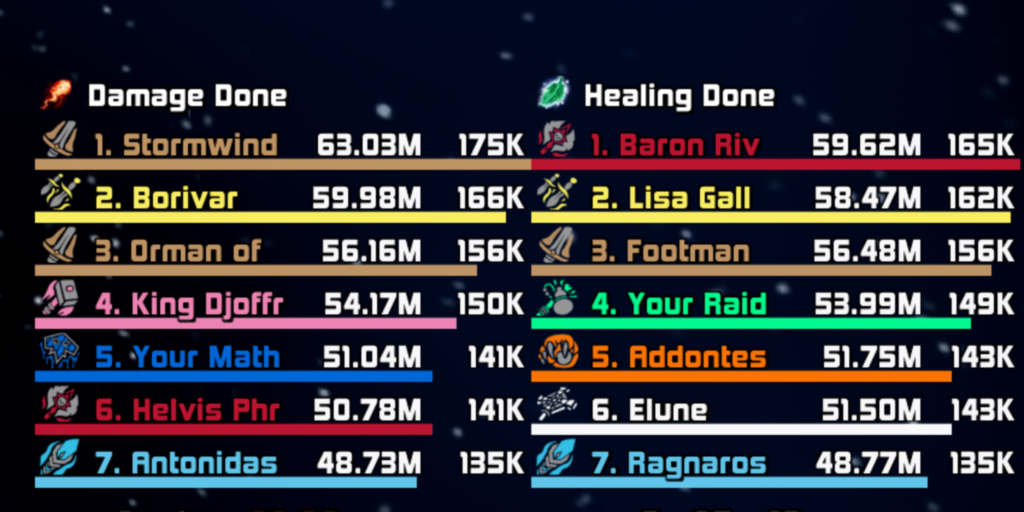 Damage Done
1. Stormwind 63.03M 175K
2. Borivar 59.98M 166K
3. Orman of 56.16M 156K
4. King Djoffr 54.17M 150K
5. Your Math 51.04M 141K
6. Helvis Phr 50.78M 141K
7. Antonidas 48.73M 135K
Healing Done
1. Baron Riv 59.62M 165K
2. Lisa Gall 58.47M 162K
3. Footman 56.48M 156K
4. Your Raid 53.99M 149K
5. Addontes 51.75M 143K
6. Elune 51.50M 143K
7. Ragnaros 48.77M 135K